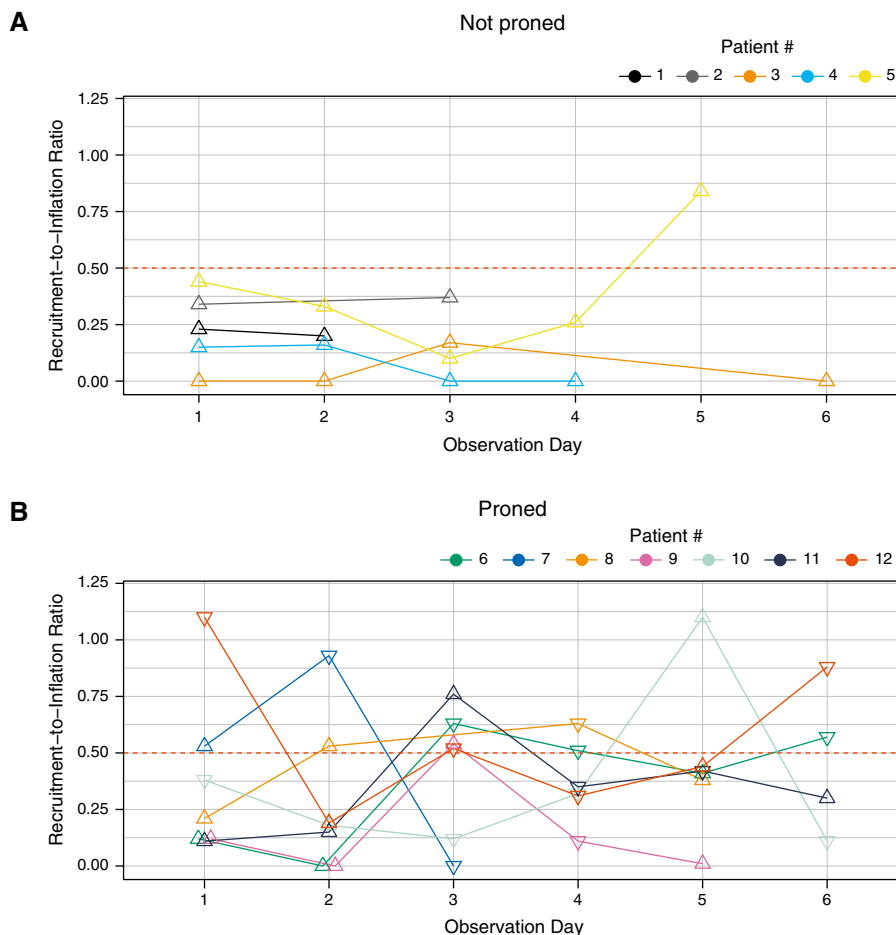 A
Not proned
Patient #
1 2 3 4 5
Recruitment−to−Inflation Ratio
1.25
1.00
0.75
0.50
0.25
0.00
1 2 3 4 5 6
Observation Day
B
Proned
Patient #
6 7 8 9 10 11 12
Recruitment−to−Inflation Ratio
1.25
1.00
0.75
0.50
0.25
0.00
1 2 3 4 5 6
Observation Day